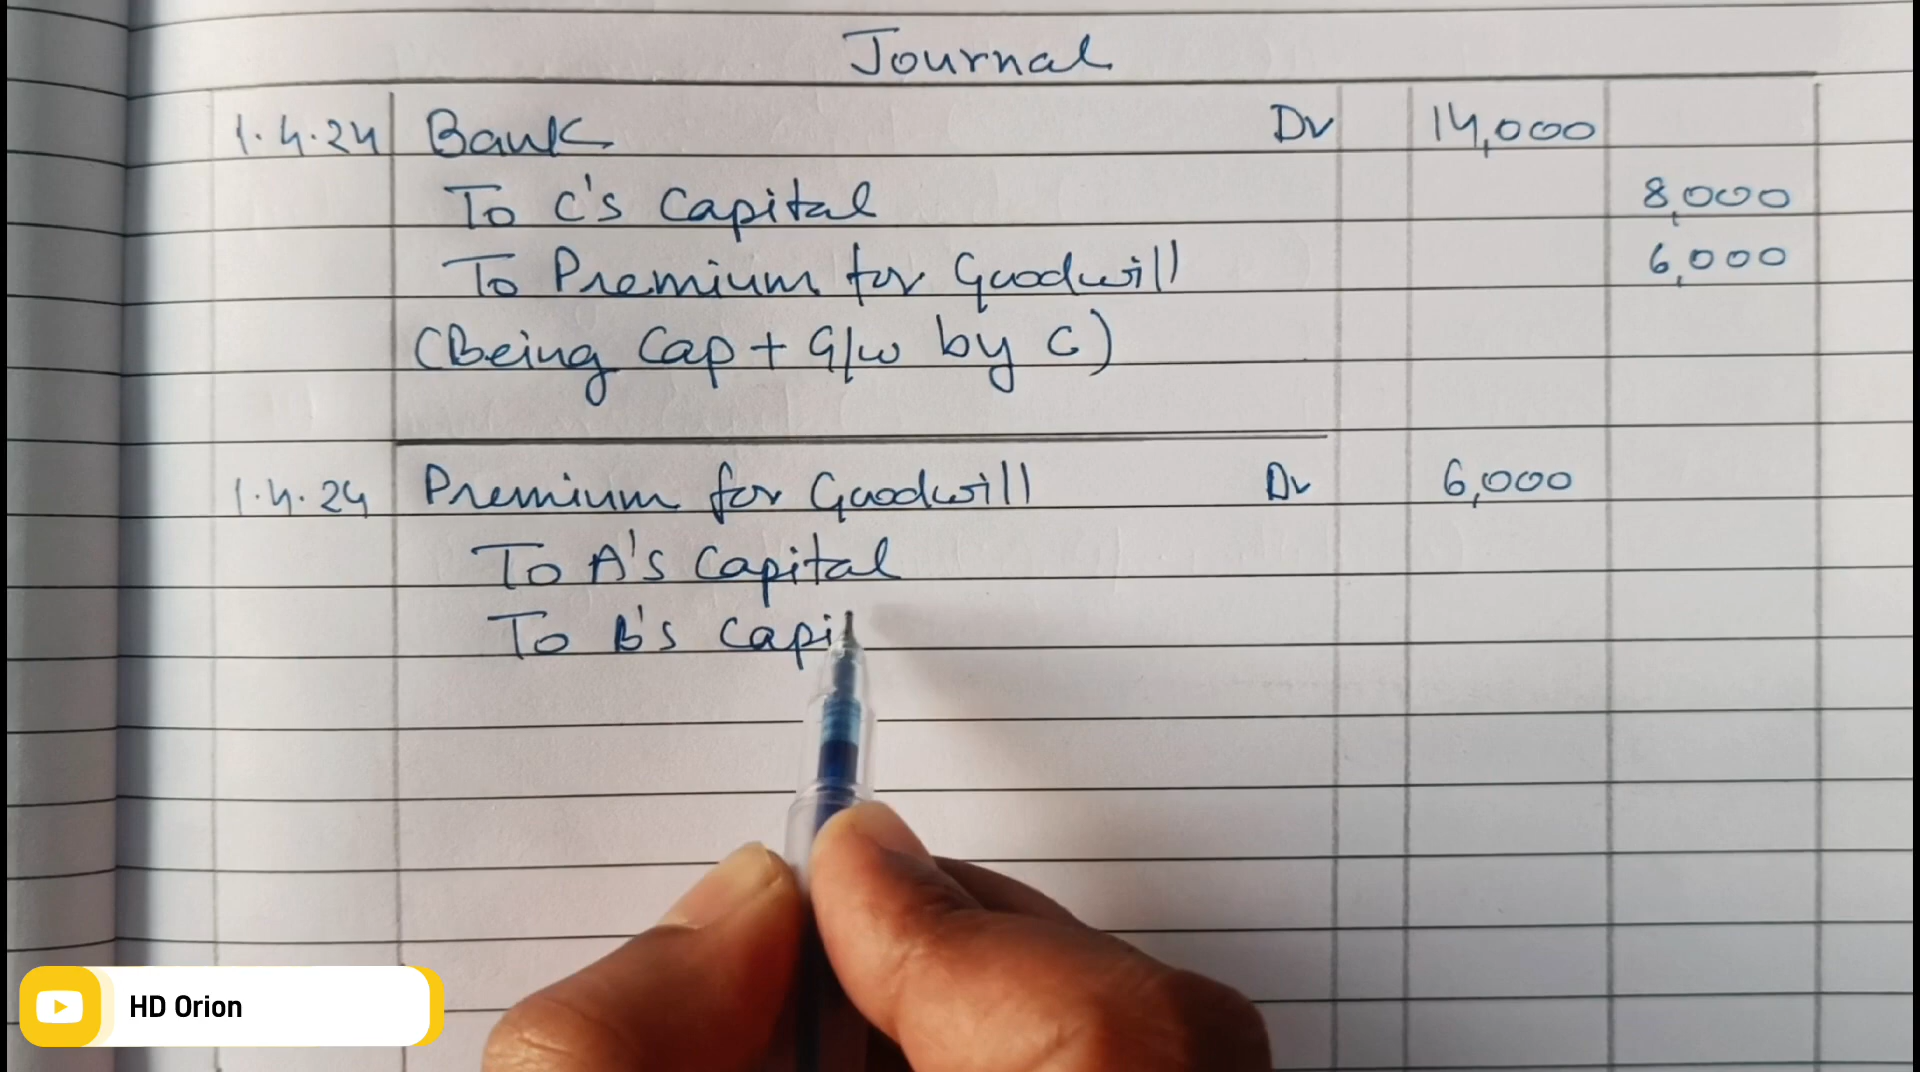 Journal
1.4.24 Bank Dr 14,000
To C's Capital 8,000
To Premium for Goodwill 6,000
(Being Cap + G/w by C)
1.4.24 Premium for Goodwill Dr 6,000
To A's Capital
To B's Capi
HD Orion